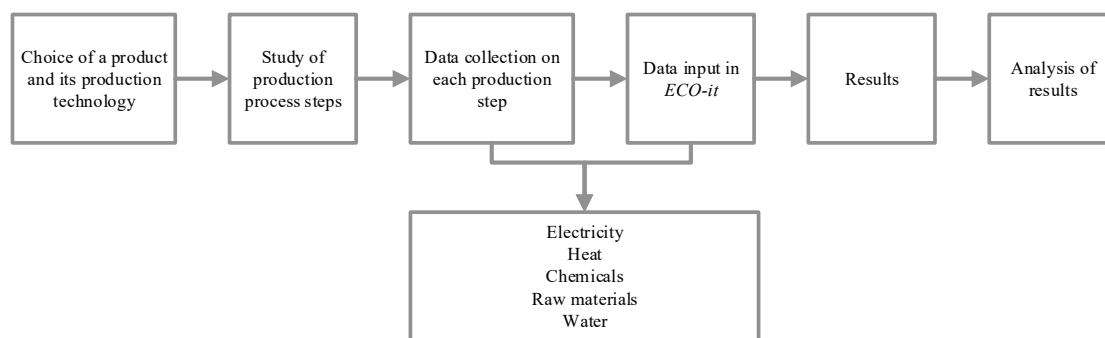 Choice of a product
and its production
technology
Study of
production
process steps
Data collection on
each production
step
Data input in
ECO-it
Results
Analysis of
results
Electricity
Heat
Chemicals
Raw materials
Water